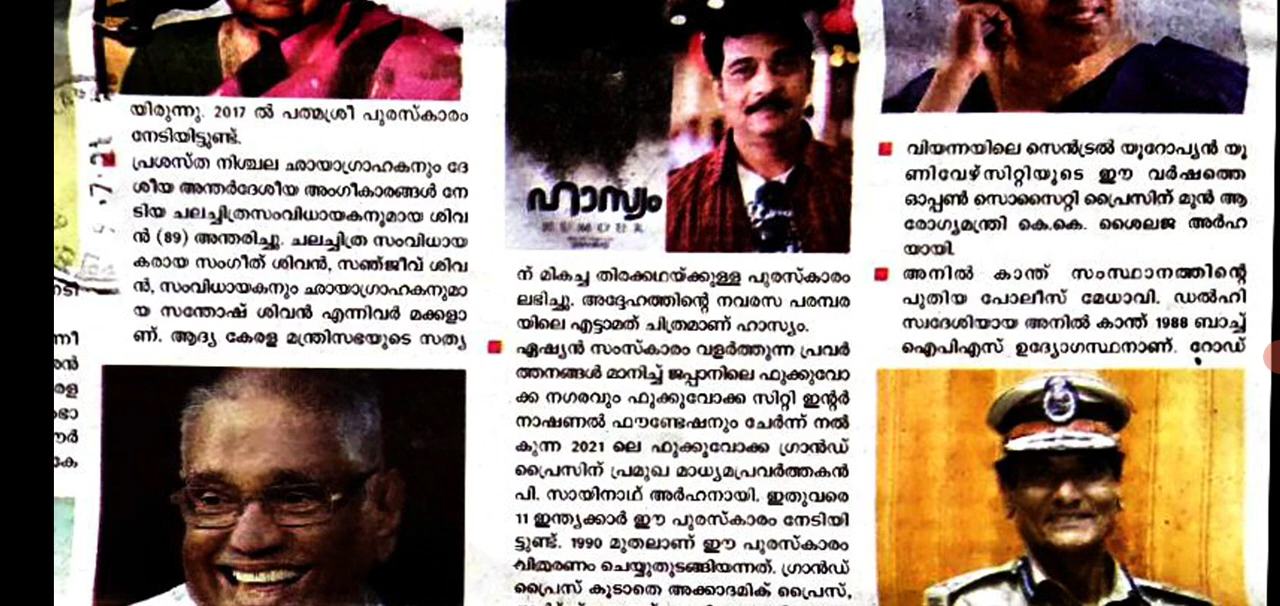 യിരുന്നു. 2017 ൽ പത്മശ്രീ പുരസ്കാരം
നേടിയിട്ടുണ്ട്.
പ്രശസ്ത നിശ്ചല ഛായാഗ്രാഹകനും ദേ
ശീയ അന്തർദേശീയ അംഗീകാരങ്ങൾ നേ
ടിയ ചലച്ചിത്രസംവിധായകനുമായ ശിവ
ൻ (89) അന്തരിച്ചു. ചലച്ചിത്ര സംവിധായ
കരായ സംഗീത് ശിവൻ, സഞ്ജീവ് ശിവ
ൻ, സംവിധായകനും ഛായാഗ്രാഹകനുമാ
യ സന്തോഷ് ശിവൻ എന്നിവർ മക്കളാ
ണ്. ആദ്യ കേരള മന്ത്രിസഭയുടെ സത്യ
ഹാസ്യം
ന് മികച്ച തിരക്കഥയ്ക്കുള്ള പുരസ്കാരം
ലഭിച്ചു. അദ്ദേഹത്തിന്റെ നവരസ പരമ്പര
യിലെ എട്ടാമത് ചിത്രമാണ് ഹാസ്യം.
ഏഷ്യൻ സംസ്കാരം വളർത്തുന്ന പ്രവർ
ത്തനങ്ങൾ മാനിച്ച് ജപ്പാനിലെ ഫുക്കുവോ
ക്ക നഗരവും ഫുക്കുവോക്ക സിറ്റി ഇന്റർ
നാഷണൽ ഫൗണ്ടേഷനും ചേർന്ന് നൽ
കുന്ന 2021 ലെ ഫുക്കുവോക്ക ഗ്രാൻഡ്
പ്രൈസിന് പ്രമുഖ മാധ്യമപ്രവർത്തകൻ
പി. സായിനാഥ് അർഹനായി. ഇതുവരെ
11 ഇന്ത്യക്കാർ ഈ പുരസ്കാരം നേടിയി
ട്ടുണ്ട്. 1990 മുതലാണ് ഈ പുരസ്കാരം
വിതരണം ചെയ്തുതുടങ്ങിയന്നത്. ഗ്രാൻഡ്
പ്രൈസ് കൂടാതെ അക്കാദമിക് പ്രൈസ്,
വിയന്നയിലെ സെൻട്രൽ യൂറോപ്യൻ യൂ
ണിവേഴ്സിറ്റിയുടെ ഈ വർഷത്തെ
ഓപ്പൺ സൊസൈറ്റി പ്രൈസിന് മുൻ ആ
രോഗ്യമന്ത്രി കെ.കെ. ശൈലജ അർഹ
യായി.
അനിൽ കാന്ത് സംസ്ഥാനത്തിന്റെ
പുതിയ പോലീസ് മേധാവി. ഡൽഹി
സ്വദേശിയായ അനിൽ കാന്ത് 1988 ബാച്ച്
ഐപിഎസ് ഉദ്യോഗസ്ഥനാണ്. റോഡ്